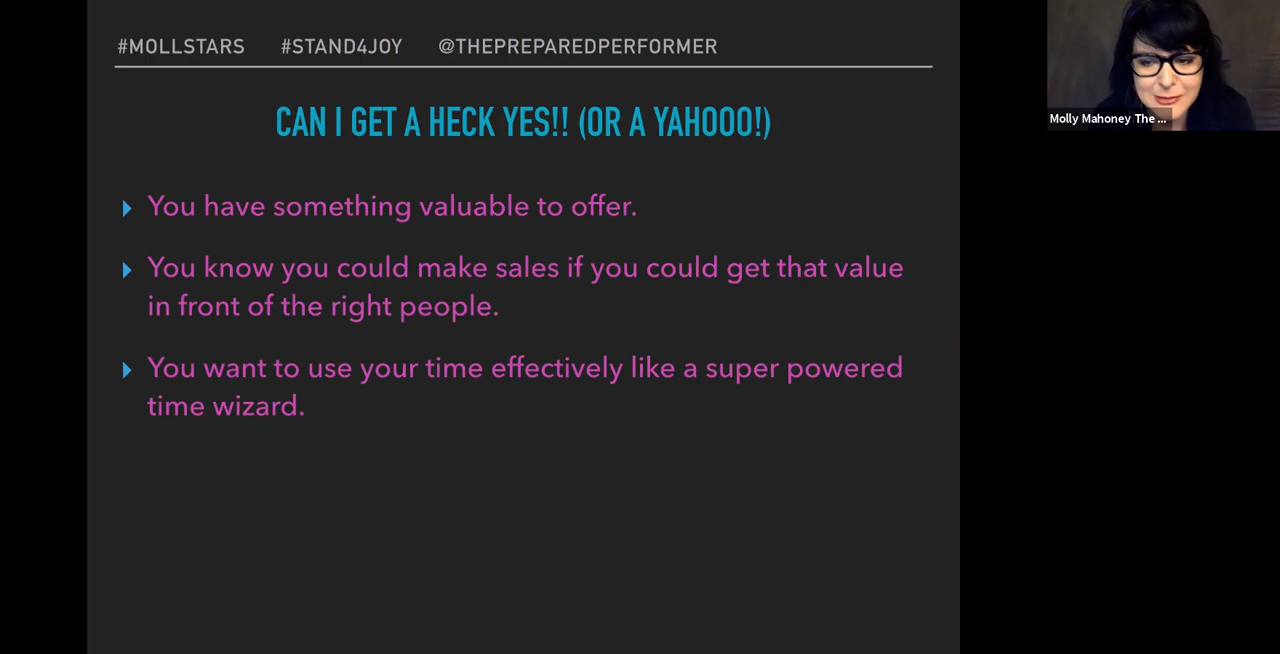 #MOLLSTARS #STAND4JOY @THEPREPAREDPERFORMER
CAN I GET A HECK YES!! (OR A YAHOOO!)
You have something valuable to offer.
You know you could make sales if you could get that value
in front of the right people.
You want to use your time effectively like a super powered
time wizard.
Molly Mahoney The ...